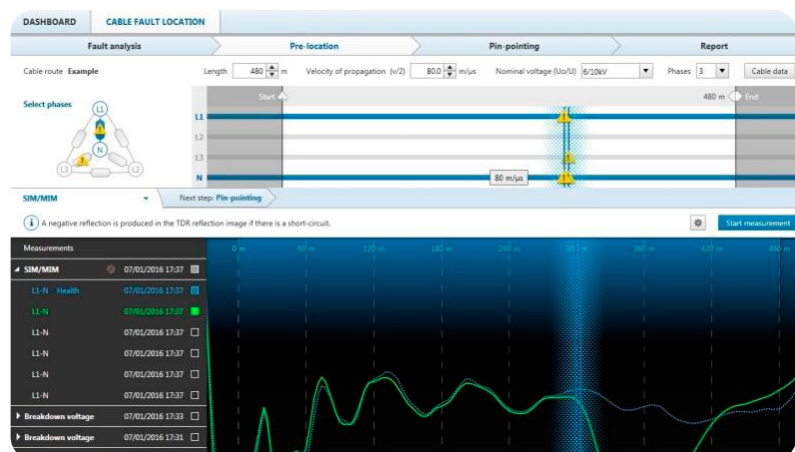 DASHBOARD CABLE FAULT LOCATION
Fault analysis Pre-location Pin-pointing Report
Cable route Example Length 480 m Velocity of propagation (v/2) 80.0 m/µs Nominal voltage (Uo/U) 6/10kV Phases 3 Cable data
Select phases
Start 480 m End
L1
L2
L3
N
L1
N
L3 L2
80 m/µs
SIM/MIM Next step: Pin-pointing
A negative reflection is produced in the TDR reflection image if there is a short-circuit. Start measurement
Measurements 0 m 60 m 120 m 180 m 240 m 300 m 360 m 420 m 480 m
SIM/MIM 07/01/2016 17:37
L1-N Health 07/01/2016 17:37
L1-N 07/01/2016 17:37
L1-N 07/01/2016 17:37
L1-N 07/01/2016 17:37
L1-N 07/01/2016 17:37
L1-N 07/01/2016 17:37
Breakdown voltage 07/01/2016 17:33
Breakdown voltage 07/01/2016 17:31